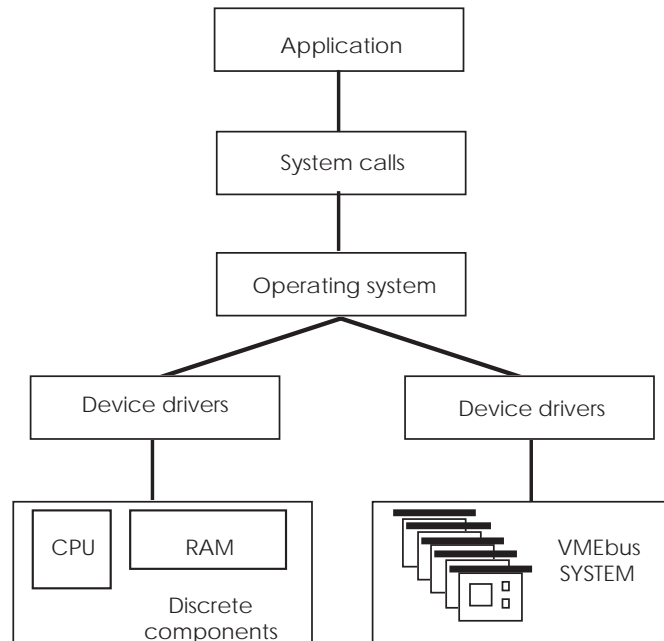 Application
System calls
Operating system
Device drivers
Device drivers
CPU
RAM
Discrete
components
VMEbus
SYSTEM